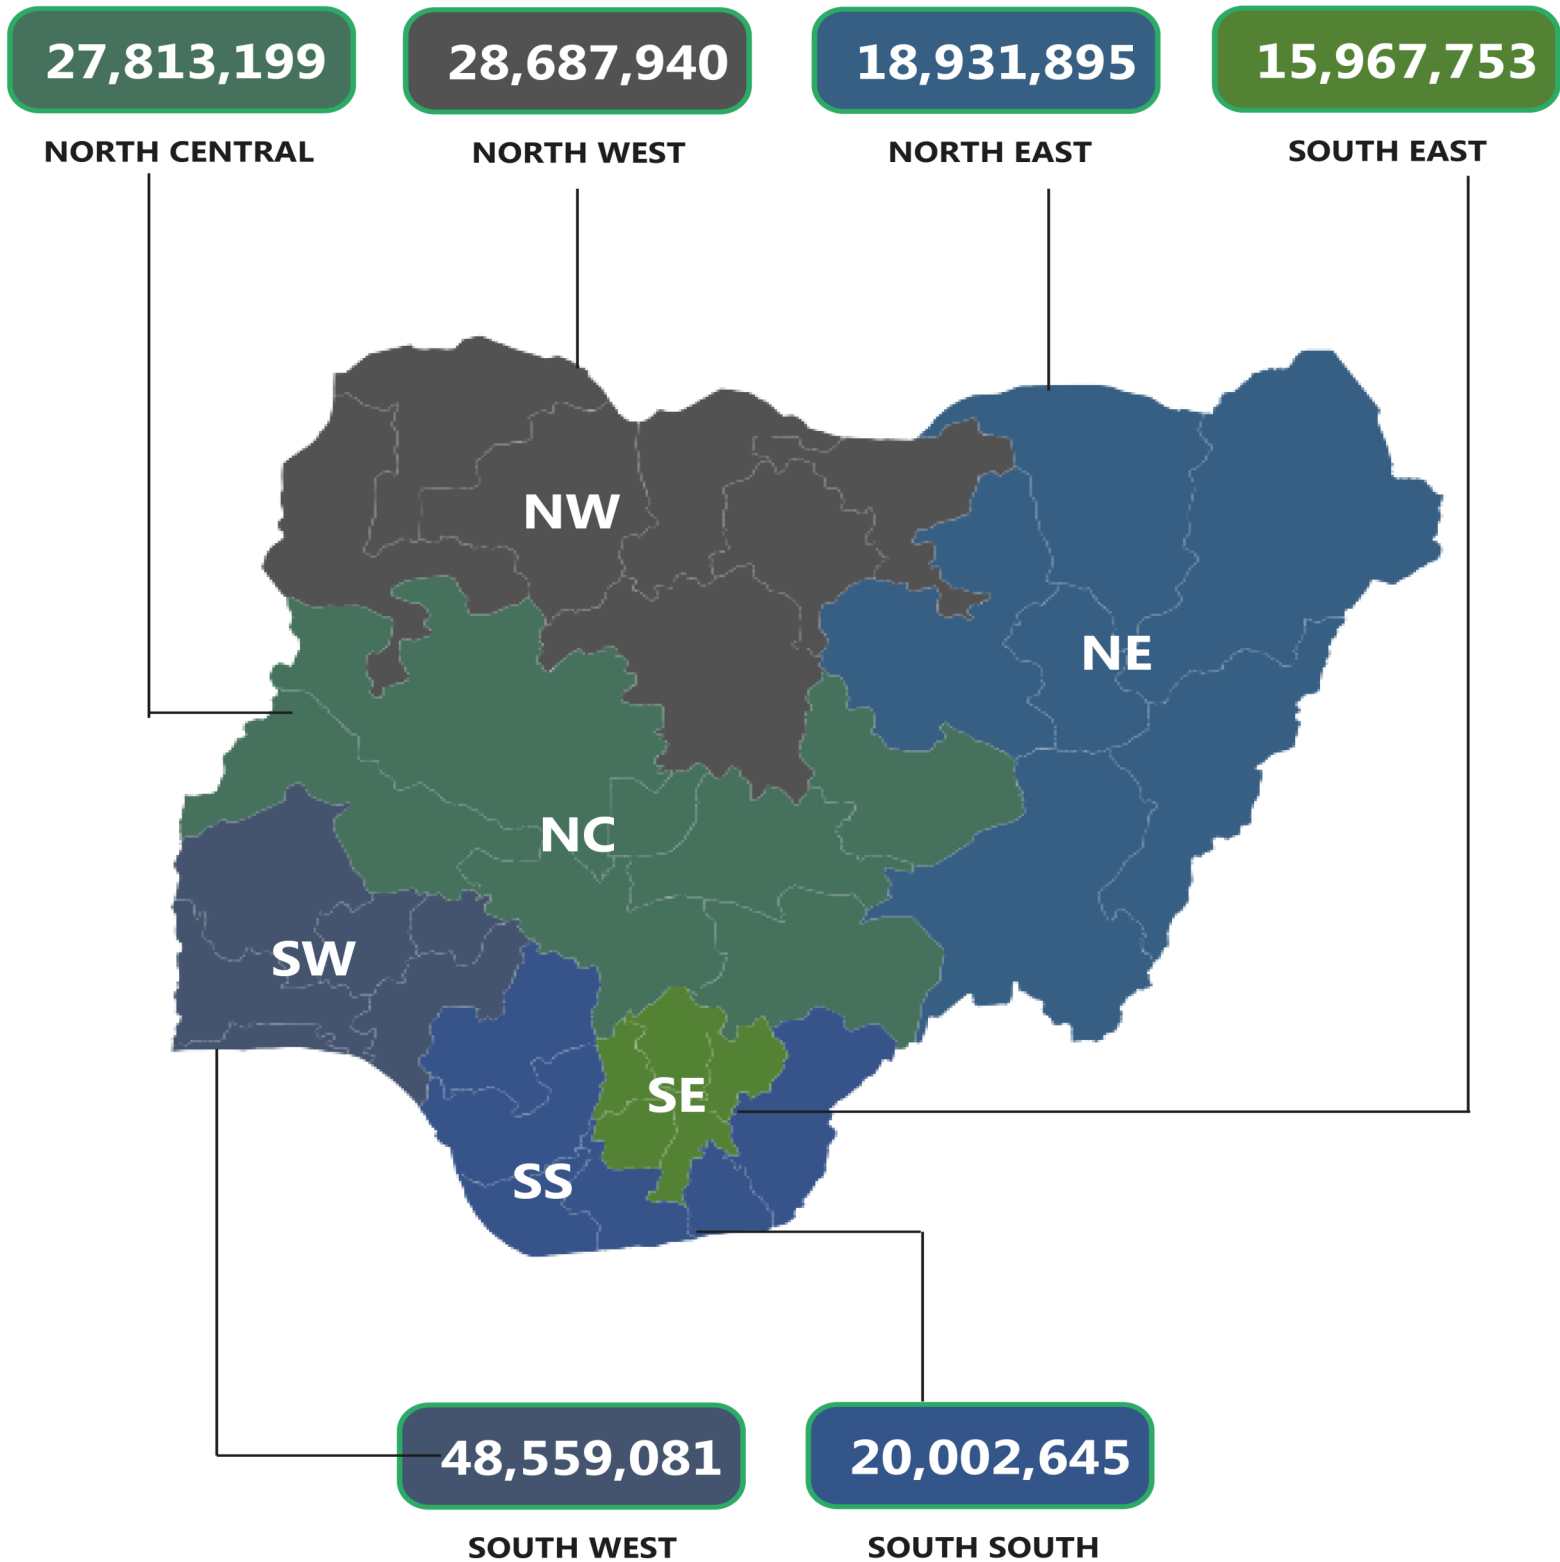 27,813,199
28,687,940
18,931,895
15,967,753
NORTH CENTRAL
NORTH WEST
NORTH EAST
SOUTH EAST
NW
NE
NC
SW
SE
SS
48,559,081
20,002,645
SOUTH WEST
SOUTH SOUTH